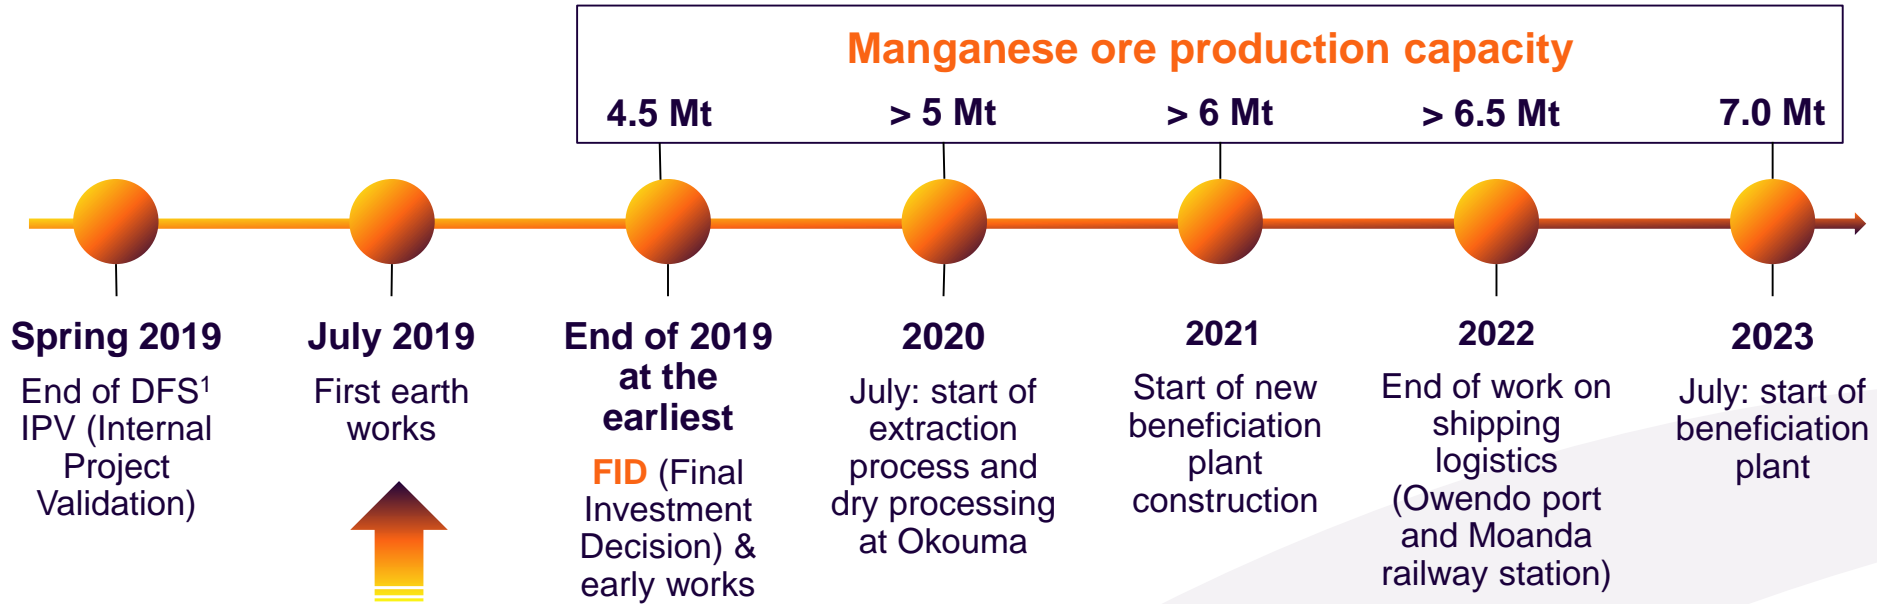 Manganese ore production capacity
4.5 Mt
> 5 Mt
> 6 Mt
> 6.5 Mt
7.0 Mt
Spring 2019
End of DFS¹
IPV (Internal
Project
Validation)
July 2019
First earth
works
End of 2019
at the
earliest
FID (Final
Investment
Decision) &
early works
2020
July: start of
extraction
process and
dry processing
at Okouma
2021
Start of new
beneficiation
plant
construction
2022
End of work on
shipping
logistics
(Owendo port
and Moanda
railway station)
2023
July: start of
beneficiation
plant